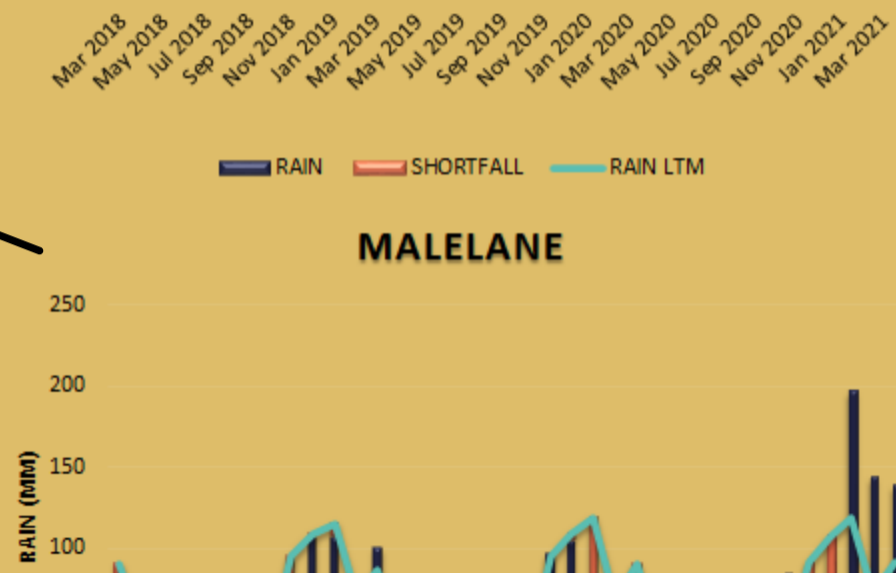 Mar 2018
May 2018
Jul 2018
Sep 2018
Nov 2018
Jan 2019
Mar 2019
May 2019
Jul 2019
Sep 2019
Nov 2019
Jan 2020
Mar 2020
May 2020
Jul 2020
Sep 2020
Nov 2020
Jan 2021
Mar 2021
RAIN SHORTFALL RAIN LTM
MALELANE
250
200
150
100
RAIN (MM)